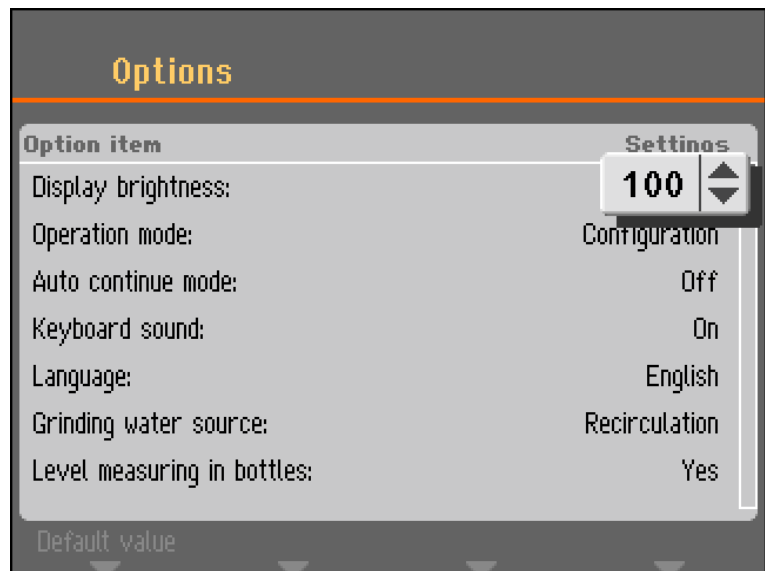 Options
Option item Settings
Display brightness: 100
Operation mode: Configuration
Auto continue mode: Off
Keyboard sound: On
Language: English
Grinding water source: Recirculation
Level measuring in bottles: Yes
Default value